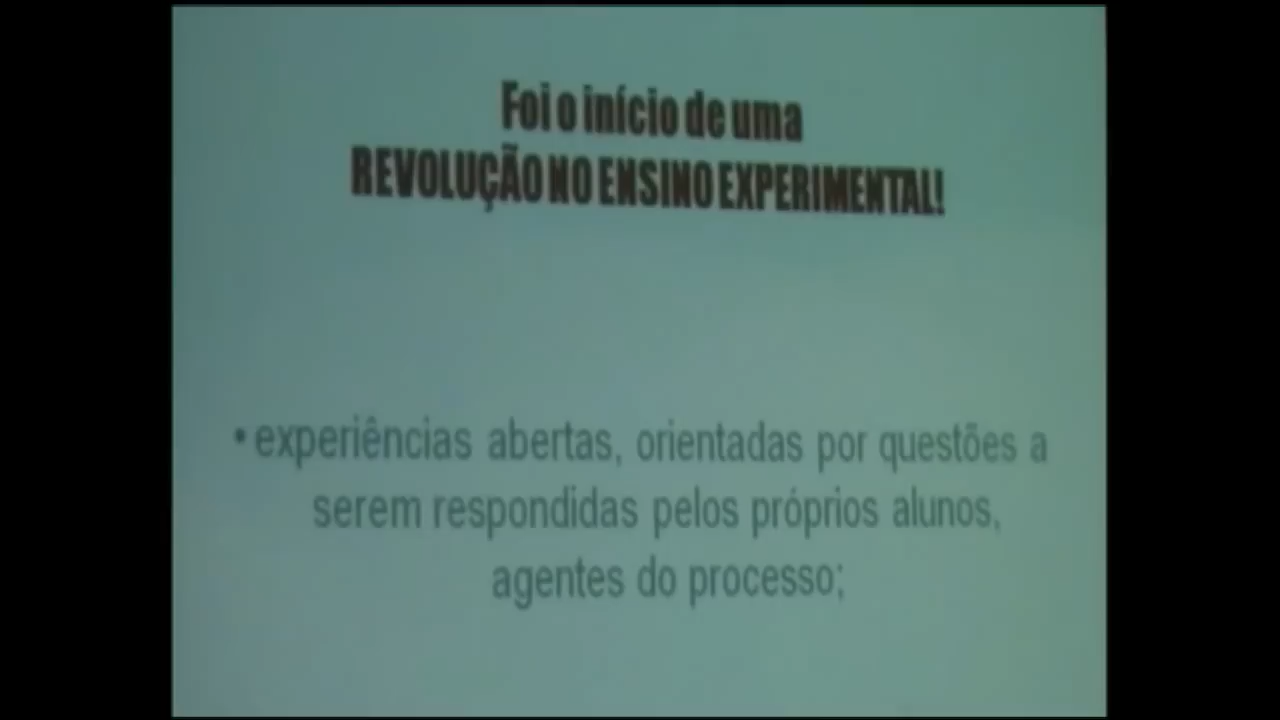 Foi o início de uma
REVOLUÇÃO NO ENSINO EXPERIMENTAL!
• experiências abertas, orientadas por questões a
serem respondidas pelos próprios alunos,
agentes do processo;